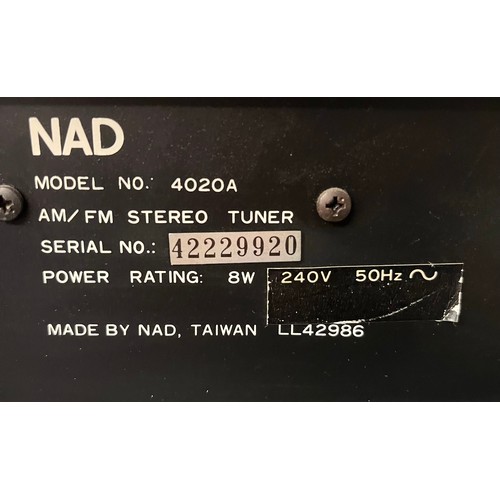 NAD
MODEL NO.: 4020A
AM/FM STEREO TUNER
SERIAL NO.: 42229920
POWER RATING: 8W 240V 50Hz ~
MADE BY NAD, TAIWAN LL42986